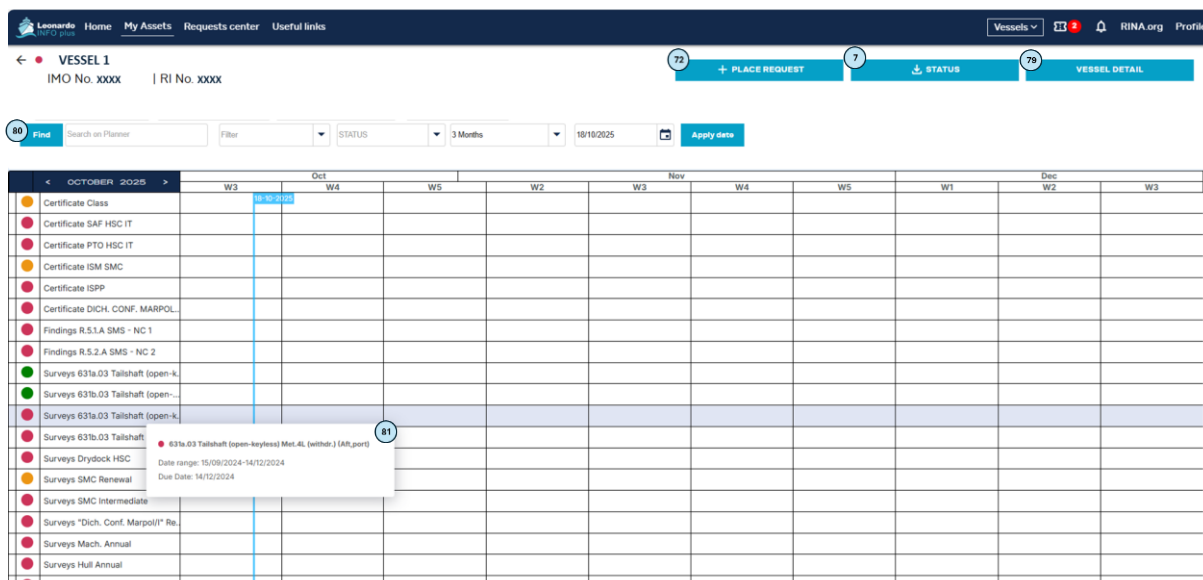 Leonardo
INFO plus
Home My Assets Requests center Useful links
Vessels 2 RINA.org Profile
VESSEL 1
IMO No. xxxx | RI No. xxxx
72 + PLACE REQUEST 7 STATUS 79 VESSEL DETAIL
80 Find Search on Planner Filter STATUS 3 Months 18/10/2025 Apply date
< OCTOBER 2025 > Oct Nov Dec
W3 W4 W5 W2 W3 W4 W5 W1 W2 W3
18-10-2025
Certificate Class
Certificate SAF HSC IT
Certificate PTO HSC IT
Certificate ISM SMC
Certificate ISPP
Certificate DICH. CONF. MARPOL...
Findings R.5.1.A SMS - NC 1
Findings R.5.2.A SMS - NC 2
Surveys 631a.03 Tailshaft (open-k...
Surveys 631b.03 Tailshaft (open-...
Surveys 631a.03 Tailshaft (open-k...
Surveys 631b.03 Tailshaft
81
631a.03 Tailshaft (open-keyless) Met.4L (withdr.) (Aft,port)
Date range: 15/09/2024-14/12/2024
Due Date: 14/12/2024
Surveys Drydock HSC
Surveys SMC Renewal
Surveys SMC Intermediate
Surveys "Dich. Conf. Marpol/I" Re...
Surveys Mach. Annual
Surveys Hull Annual